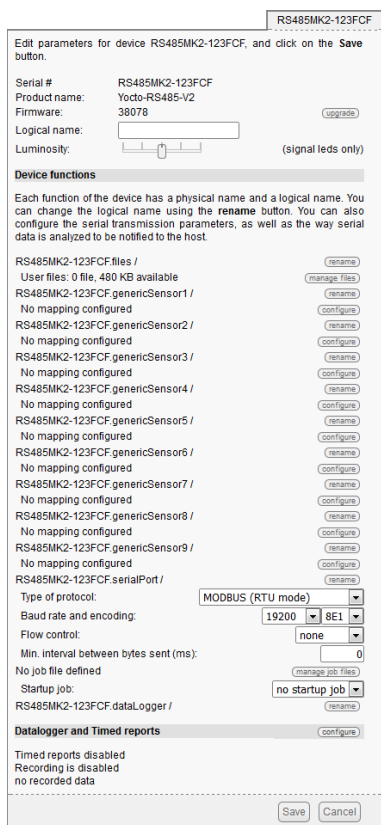 RS485MK2-123FCF
Edit parameters for device RS485MK2-123FCF, and click on the Save
button.
Serial # RS485MK2-123FCF
Product name: Yocto-RS485-V2
Firmware: 38078 upgrade
Logical name:
Luminosity: (signal leds only)
Device functions
Each function of the device has a physical name and a logical name. You
can change the logical name using the rename button. You can also
configure the serial transmission parameters, as well as the way serial
data is analyzed to be notified to the host.
RS485MK2-123FCF.files / rename
User files: 0 file, 480 KB available manage files
RS485MK2-123FCF.genericSensor1 / rename
No mapping configured configure
RS485MK2-123FCF.genericSensor2 / rename
No mapping configured configure
RS485MK2-123FCF.genericSensor3 / rename
No mapping configured configure
RS485MK2-123FCF.genericSensor4 / rename
No mapping configured configure
RS485MK2-123FCF.genericSensor5 / rename
No mapping configured configure
RS485MK2-123FCF.genericSensor6 / rename
No mapping configured configure
RS485MK2-123FCF.genericSensor7 / rename
No mapping configured configure
RS485MK2-123FCF.genericSensor8 / rename
No mapping configured configure
RS485MK2-123FCF.genericSensor9 / rename
No mapping configured configure
RS485MK2-123FCF.serialPort / rename
Type of protocol: MODBUS (RTU mode)
Baud rate and encoding: 19200 8E1
Flow control: none
Min. interval between bytes sent (ms): 0
No job file defined manage job files
Startup job: no startup job
RS485MK2-123FCF.dataLogger / rename
Datalogger and Timed reports configure
Timed reports disabled
Recording is disabled
no recorded data
Save Cancel